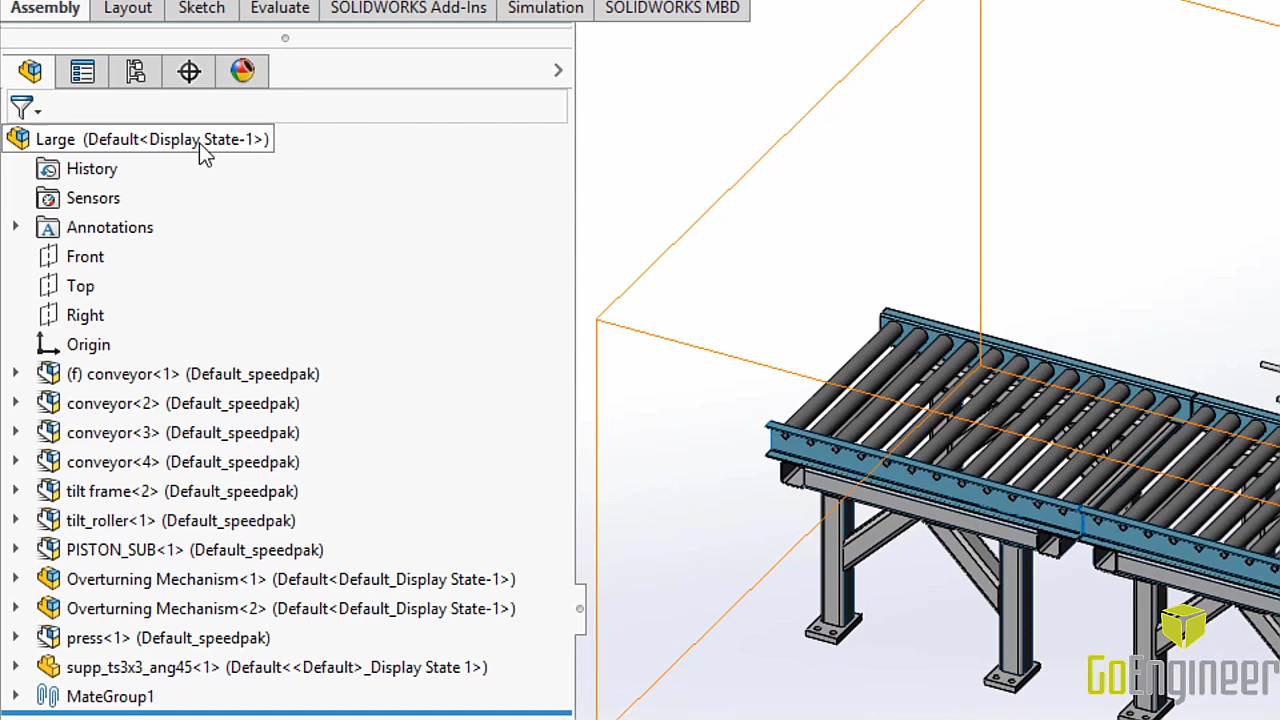 Assembly Layout Sketch Evaluate SOLIDWORKS Add-Ins Simulation SOLIDWORKS MBD
Large (Default<Display State-1>)
History
Sensors
A Annotations
Front
Top
Right
Origin
(f) conveyor<1> (Default_speedpak)
conveyor<2> (Default_speedpak)
conveyor<3> (Default_speedpak)
conveyor<4> (Default_speedpak)
tilt frame<2> (Default_speedpak)
tilt_roller<1> (Default_speedpak)
PISTON_SUB<1> (Default_speedpak)
Overturning Mechanism<1> (Default<Default_Display State-1>)
Overturning Mechanism<2> (Default<Default_Display State-1>)
press<1> (Default_speedpak)
supp_ts3x3_ang45<1> (Default<<Default>_Display State 1>)
MateGroup1
GoEngineer